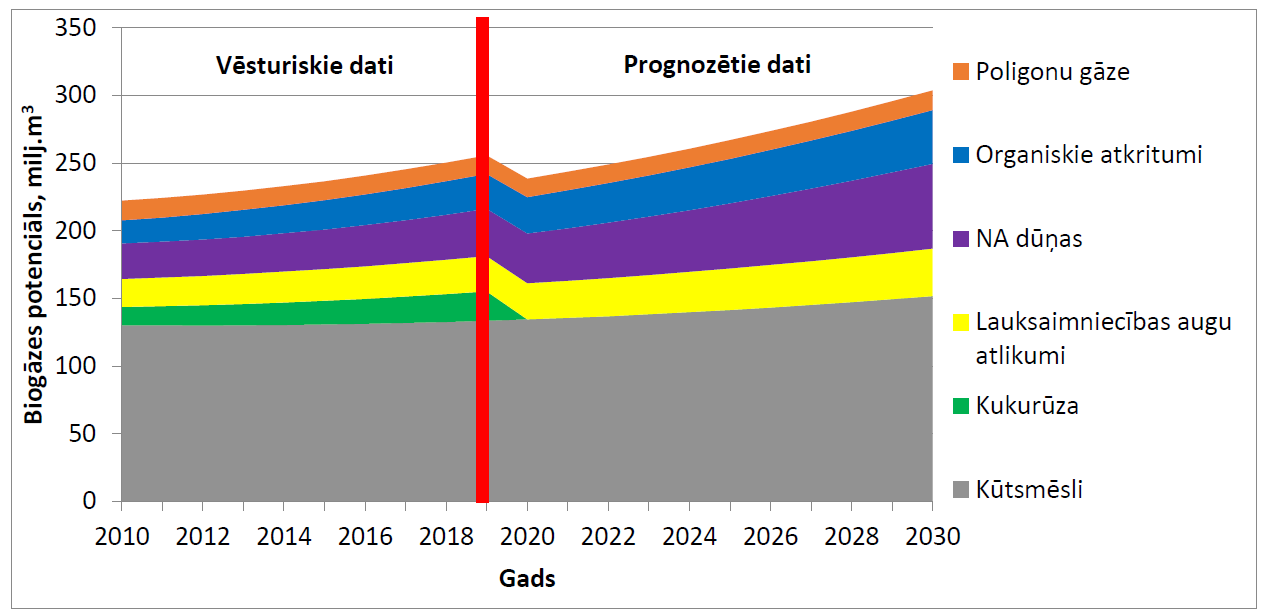 Vēsturiskie dati
Prognozētie dati
Biogāzes potenciāls, milj.m³
350
300
250
200
150
100
50
0
2010 2012 2014 2016 2018 2020 2022 2024 2026 2028 2030
Gads
Poligonu gāze
Organiskie atkritumi
NA dūņas
Lauksaimniecības augu
atlikumi
Kukurūza
Kūtsmēsli